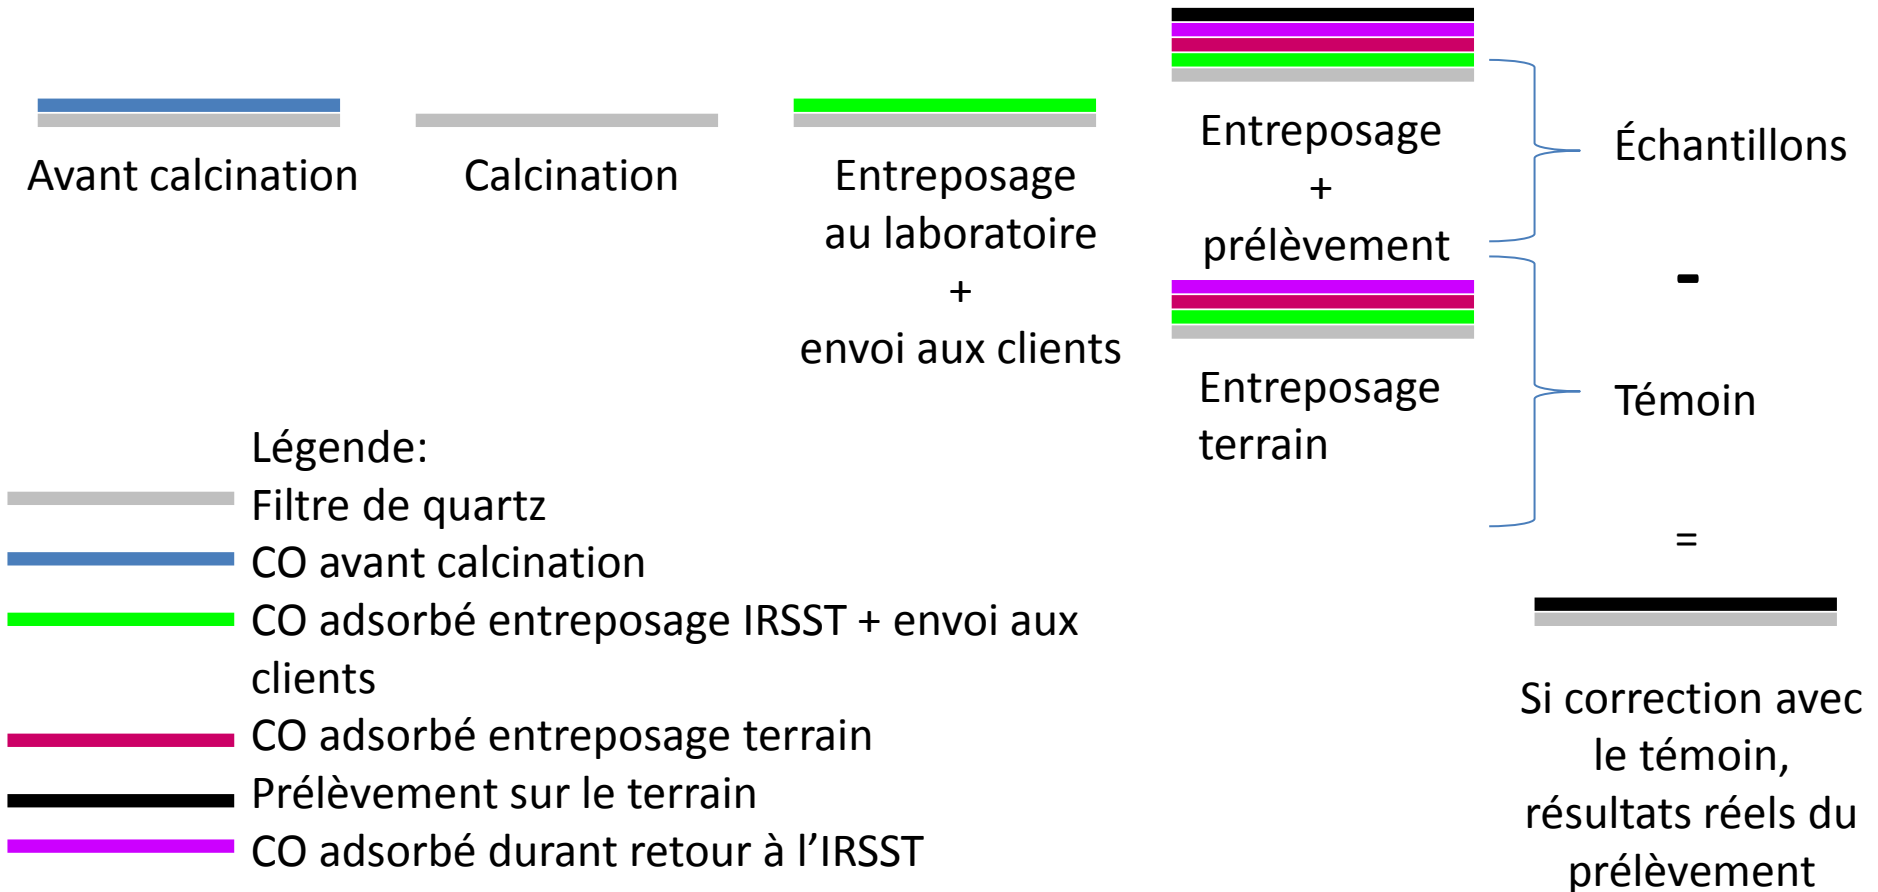 Avant calcination
Calcination
Entreposage
au laboratoire
+
envoi aux clients
Entreposage
+
prélèvement
Entreposage
terrain
Échantillons
-
Témoin
=
Si correction avec
le témoin,
résultats réels du
prélèvement
Légende:
Filtre de quartz
CO avant calcination
CO adsorbé entreposage IRSST + envoi aux
clients
CO adsorbé entreposage terrain
Prélèvement sur le terrain
CO adsorbé durant retour à l’IRSST